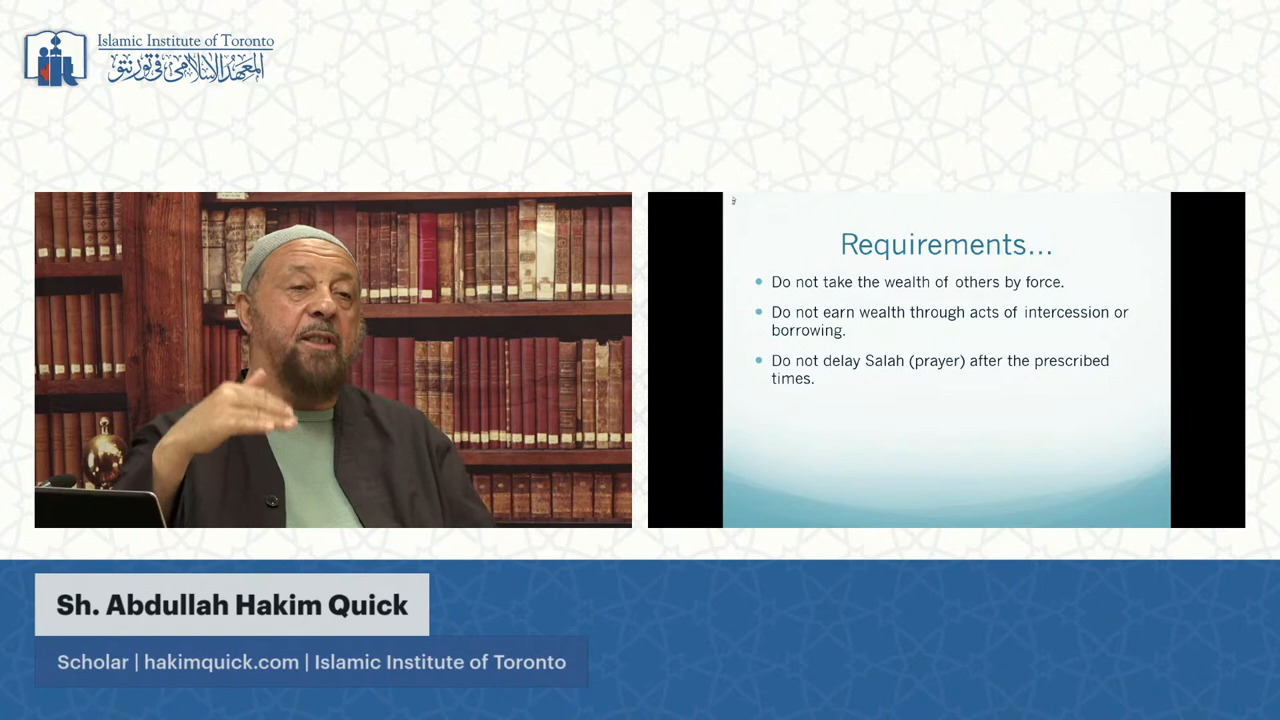 Islamic Institute of Toronto
المعهد الإسلامي في تورنتو
Requirements...
• Do not take the wealth of others by force.
• Do not earn wealth through acts of intercession or
borrowing.
• Do not delay Salah (prayer) after the prescribed
times.
Sh. Abdullah Hakim Quick
Scholar | hakimquick.com | Islamic Institute of Toronto